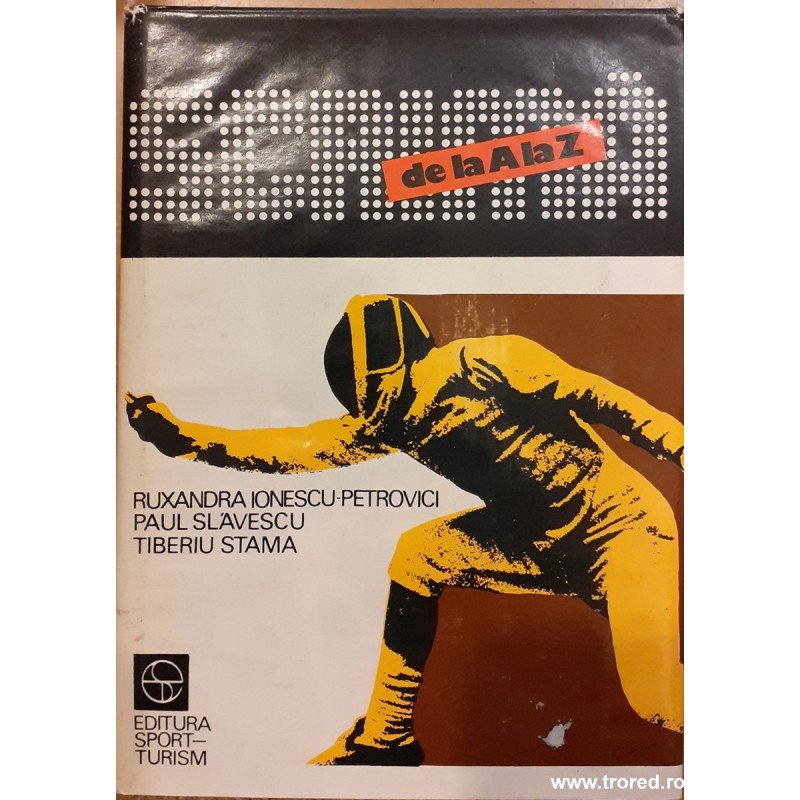 SCRIMA
de la A la Z
RUXANDRA IONESCU-PETROVICI
PAUL SLĂVESCU
TIBERIU STAMA
EDITURA
SPORT-
TURISM
www.trored.ro